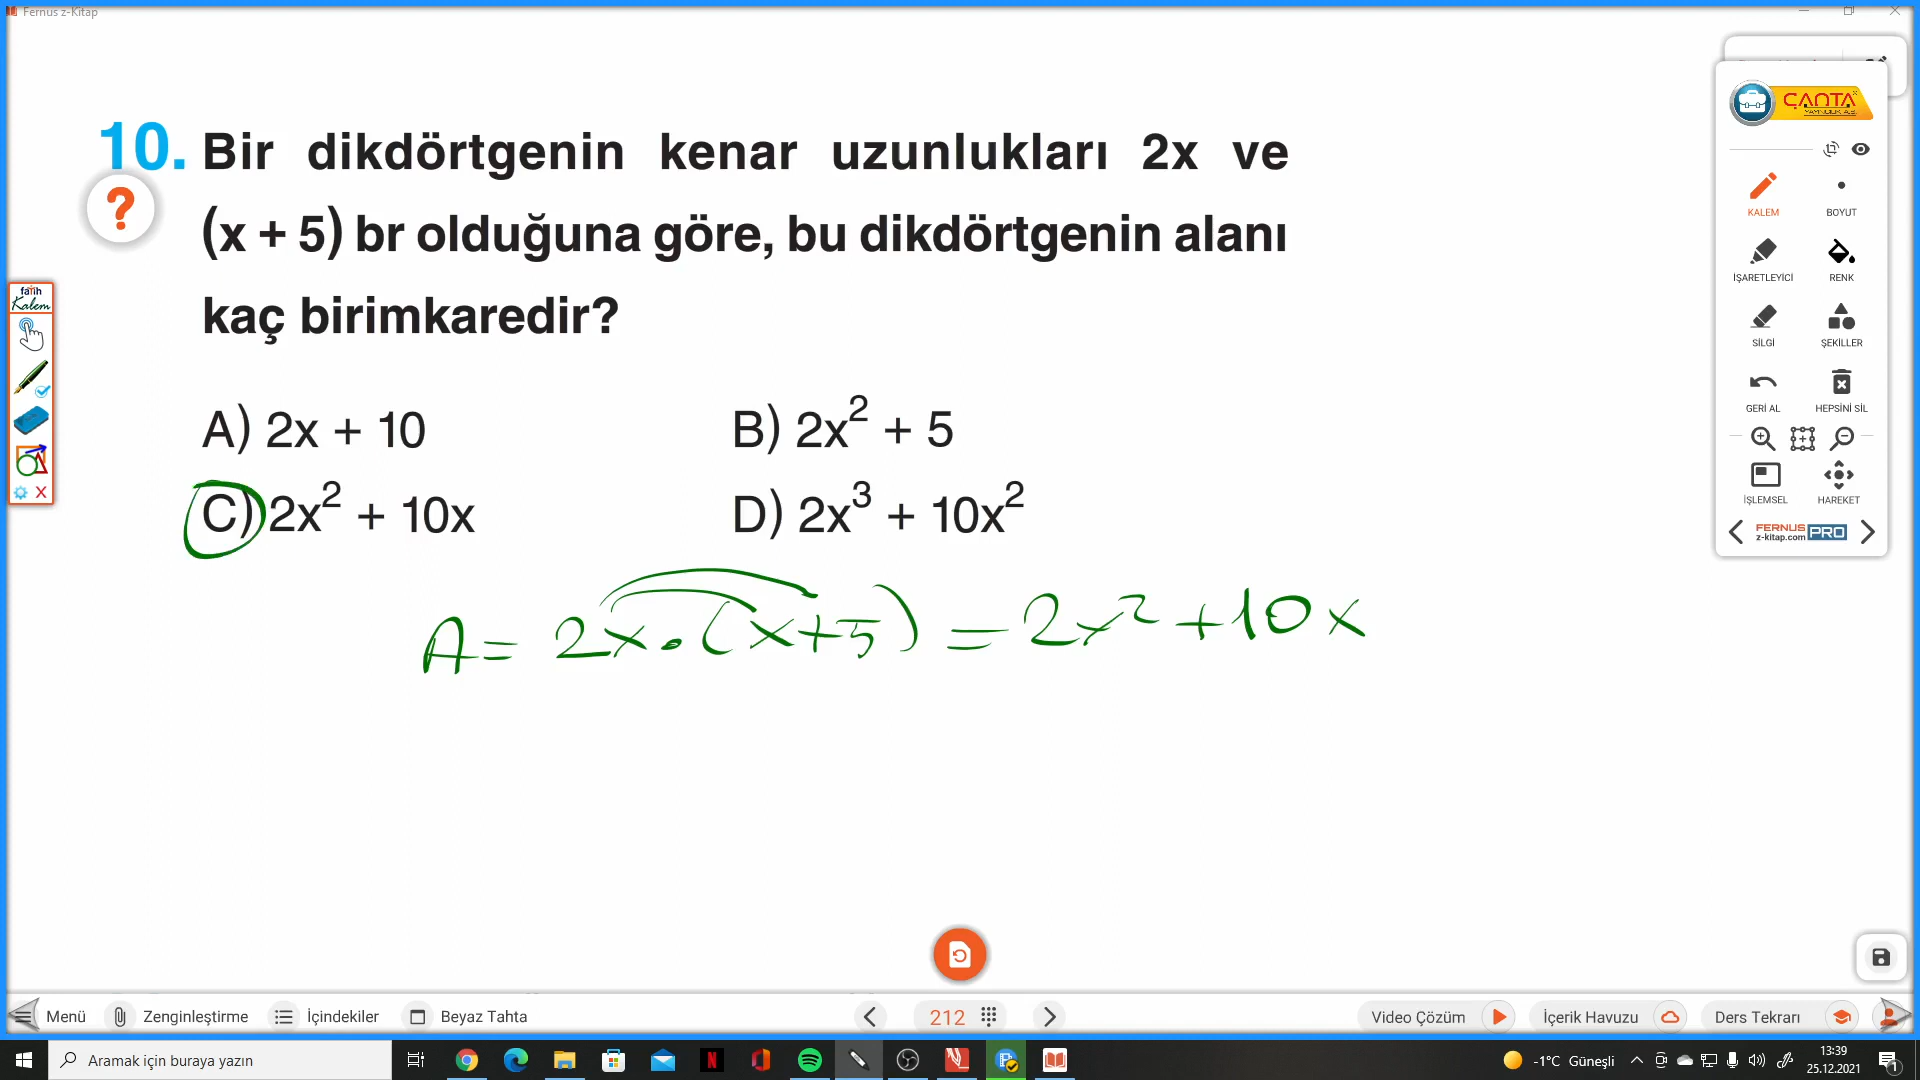 Fernus z-Kitap
10. Bir dikdörtgenin kenar uzunlukları 2x ve
(x + 5) br olduğuna göre, bu dikdörtgenin alanı
kaç birimkaredir?
?
A) 2x + 10
B) 2x² + 5
C) 2x² + 10x
D) 2x³ + 10x²
A = 2x . (x+5) = 2x² + 10x
fatih
Kalem
ÇANTA
YAYINCILIK A.Ş.
KALEM
BOYUT
İŞARETLEYİCİ
RENK
SİLGİ
ŞEKİLLER
GERİ AL
HEPSİNİ SİL
İŞLEMSEL
HAREKET
FERNUS
z-kitap.com PRO
Menü
Zenginleştirme
İçindekiler
Beyaz Tahta
212
Video Çözüm
İçerik Havuzu
Ders Tekrarı
Aramak için buraya yazın
-1°C Güneşli
13:39
25.12.2021
1